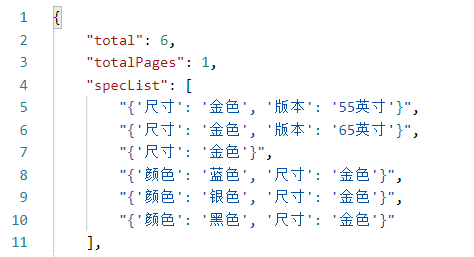 1 {
2 "total": 6,
3 "totalPages": 1,
4 "specList": [
5 "{'尺寸': '金色', '版本': '55英寸'}",
6 "{'尺寸': '金色', '版本': '65英寸'}",
7 "{'尺寸': '金色'}",
8 "{'颜色': '蓝色', '尺寸': '金色'}",
9 "{'颜色': '银色', '尺寸': '金色'}",
10 "{'颜色': '黑色', '尺寸': '金色'}"
11 ],